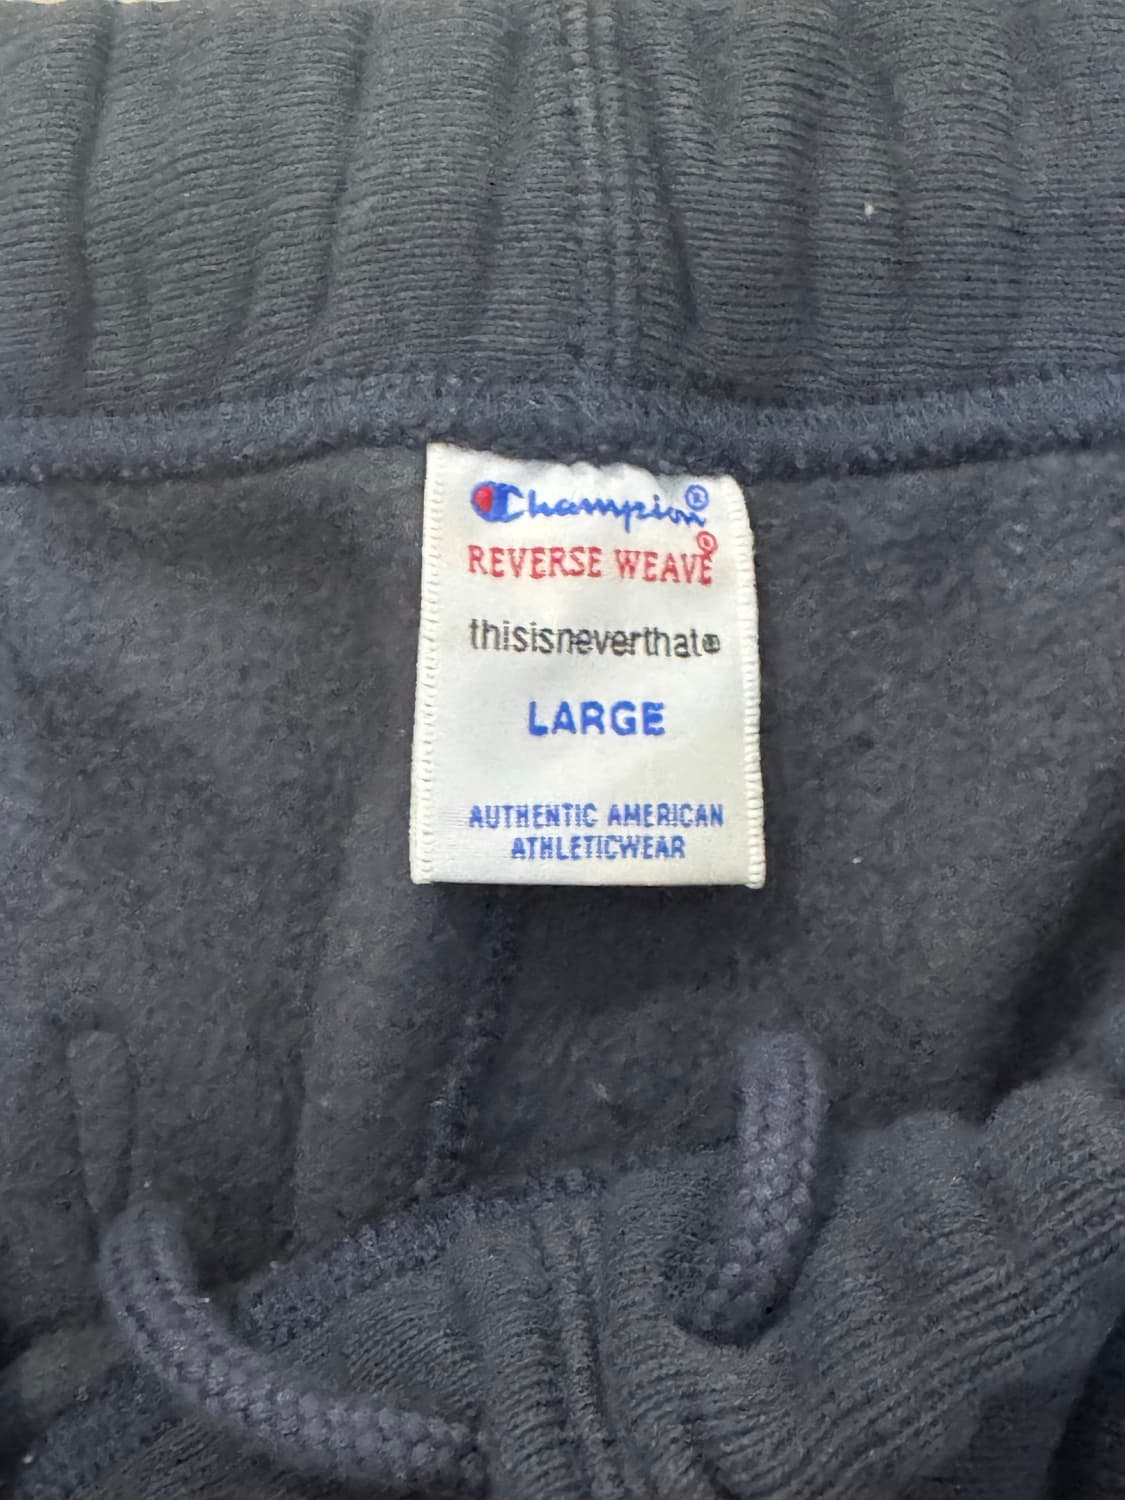 Champion®
REVERSE WEAVE®
thisisneverthat®
LARGE
AUTHENTIC AMERICAN
ATHLETICWEAR